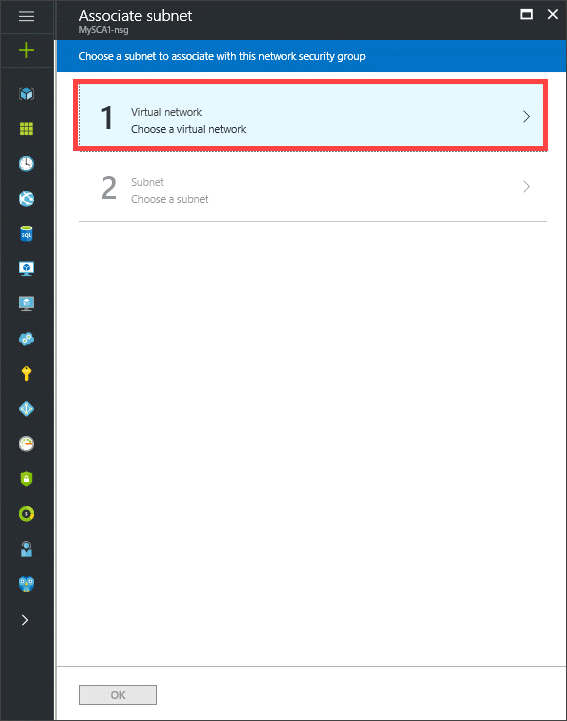 Associate subnet
MySCA1-nsg
Choose a subnet to associate with this network security group
1
Virtual network
Choose a virtual network
2
Subnet
Choose a subnet
SQL
OK